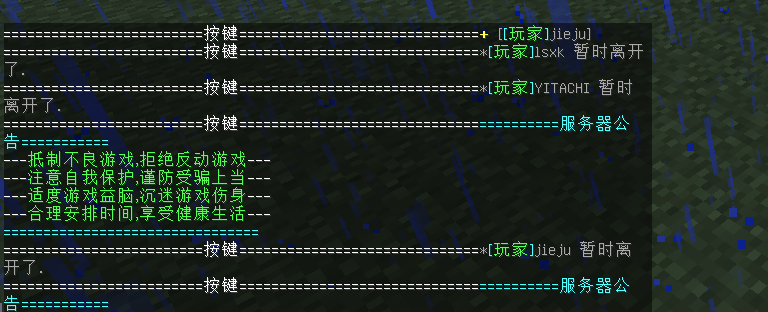 =========================按键==============================+ [[玩家]jieju]
=========================按键==============================*[玩家]lsxk 暂时离开
了.
=========================按键==============================*[玩家]YITACHI 暂时
离开了.
=========================按键========================================服务器公
告===========
---抵制不良游戏,拒绝反动游戏---
---注意自我保护,谨防受骗上当---
---适度游戏益脑,沉迷游戏伤身---
---合理安排时间,享受健康生活---
================================
=========================按键==============================*[玩家]jieju 暂时离
开了.
=========================按键========================================服务器公
告===========